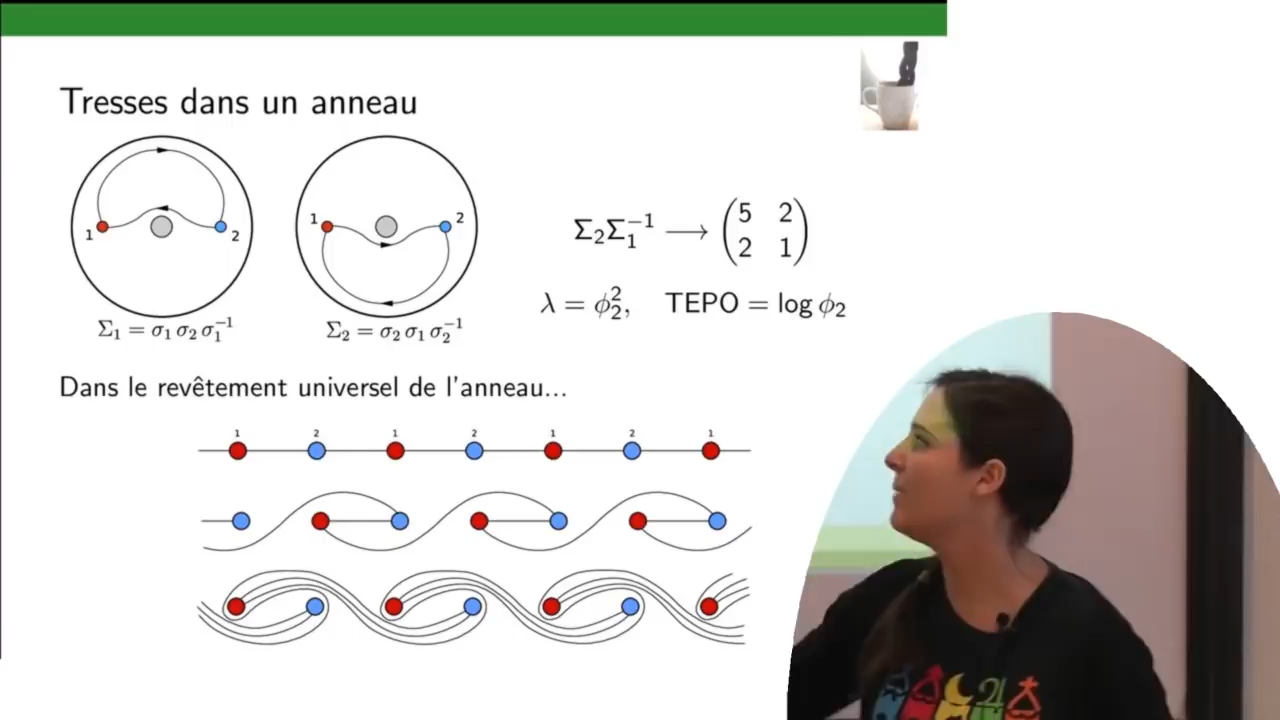 Tresses dans un anneau
1 2
1 2
Σ₁ = σ₁ σ₂ σ₁⁻¹
Σ₂ = σ₂ σ₁ σ₂⁻¹
Σ₂Σ₁⁻¹ ⟶ (5 2
2 1)
λ = ϕ₂², TEPO = log ϕ₂
Dans le revêtement universel de l'anneau...
1 2 1 2 1 2 1